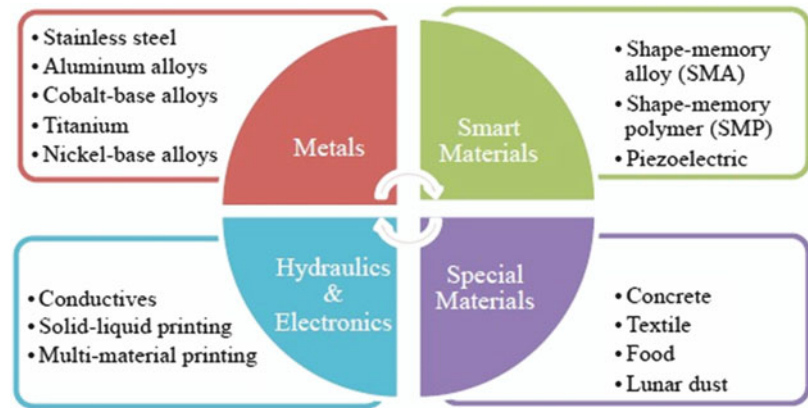 • Stainless steel
• Aluminum alloys
• Cobalt-base alloys
• Titanium
• Nickel-base alloys
Metals
Smart
Materials
• Shape-memory
alloy (SMA)
• Shape-memory
polymer (SMP)
• Piezoelectric
• Conductives
• Solid-liquid printing
• Multi-material printing
Hydraulics
&
Electronics
Special
Materials
• Concrete
• Textile
• Food
• Lunar dust